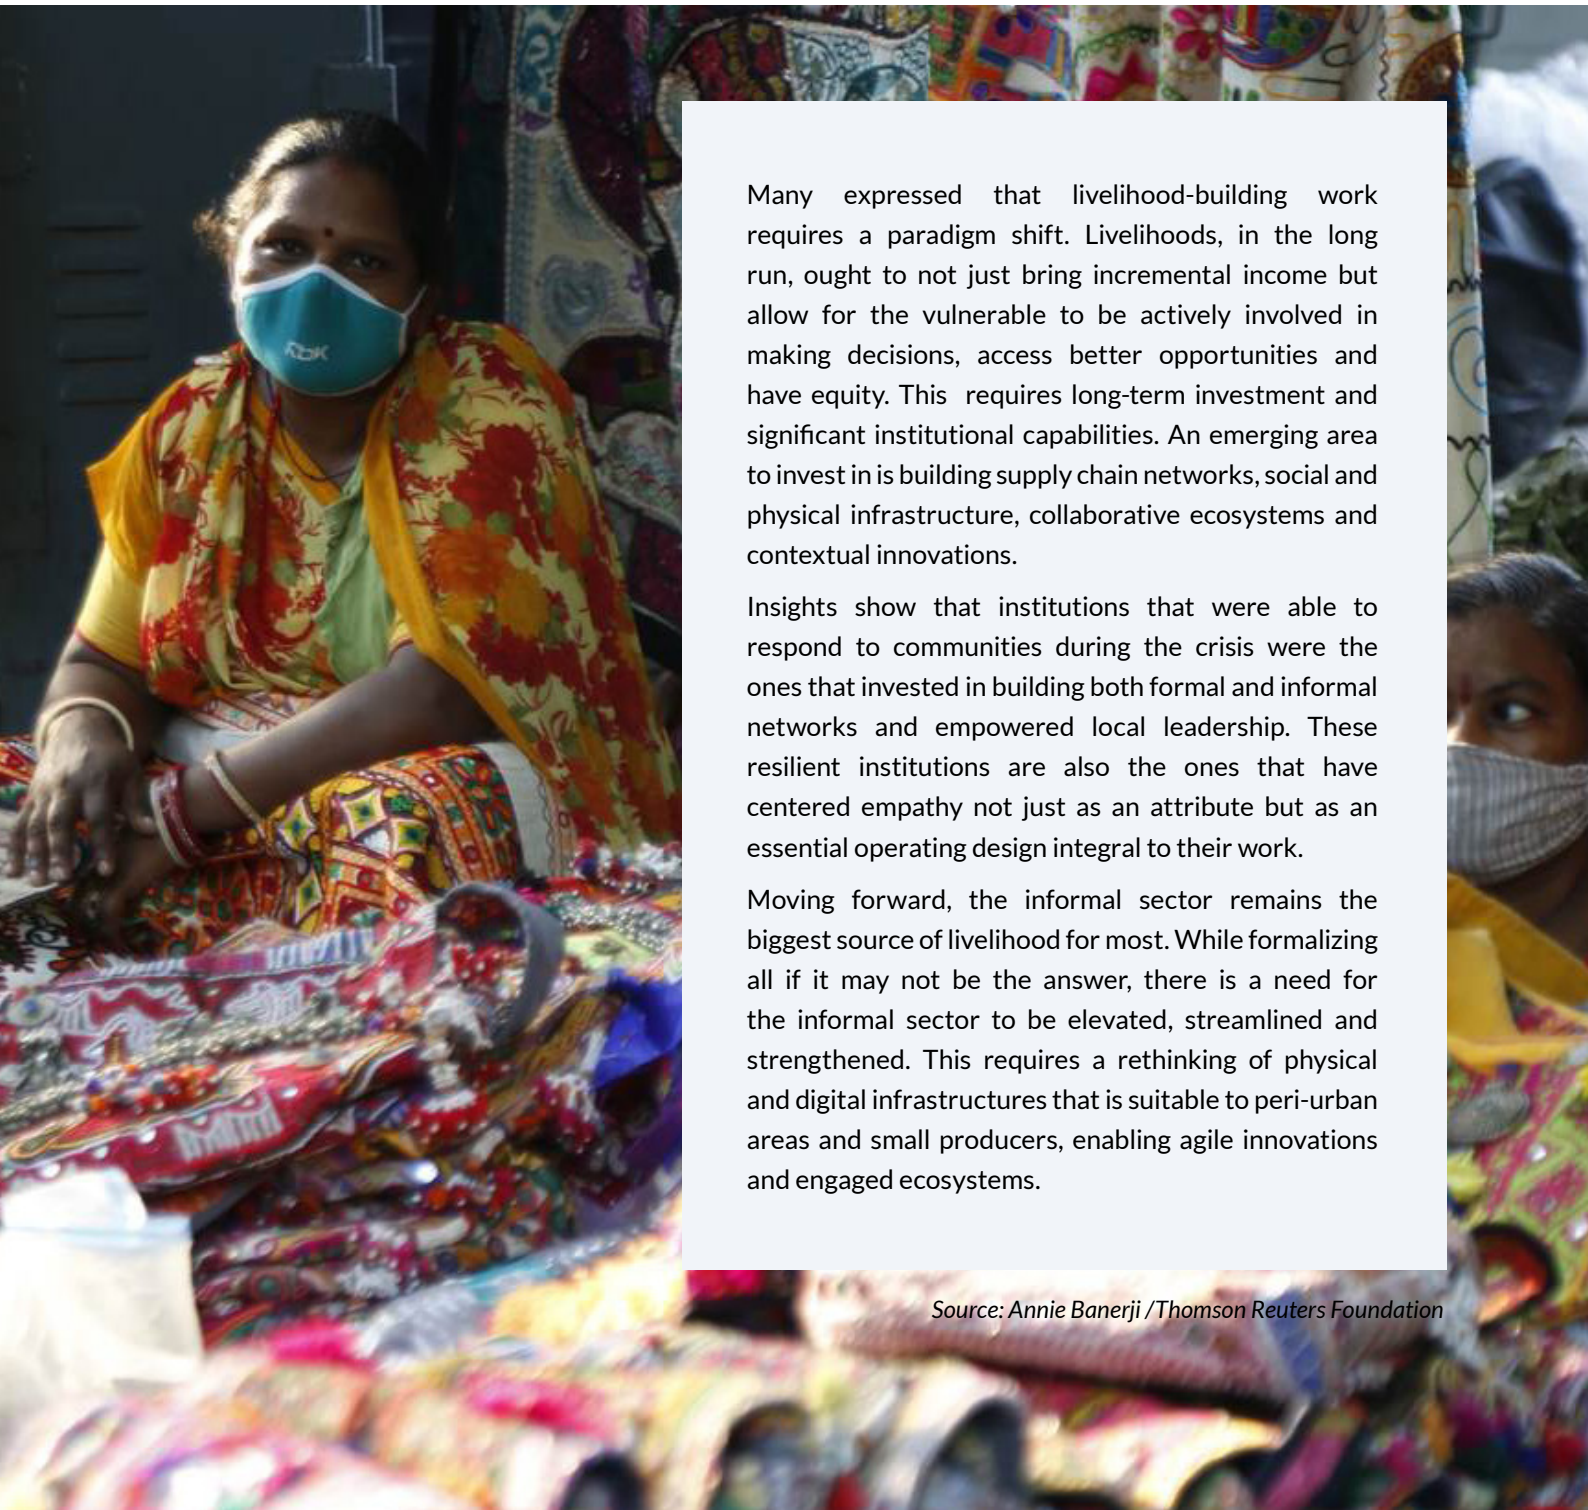 Many expressed that livelihood-building work
requires a paradigm shift. Livelihoods, in the long
run, ought to not just bring incremental income but
allow for the vulnerable to be actively involved in
making decisions, access better opportunities and
have equity. This requires long-term investment and
significant institutional capabilities. An emerging area
to invest in is building supply chain networks, social and
physical infrastructure, collaborative ecosystems and
contextual innovations.
Insights show that institutions that were able to
respond to communities during the crisis were the
ones that invested in building both formal and informal
networks and empowered local leadership. These
resilient institutions are also the ones that have
centered empathy not just as an attribute but as an
essential operating design integral to their work.
Moving forward, the informal sector remains the
biggest source of livelihood for most. While formalizing
all if it may not be the answer, there is a need for
the informal sector to be elevated, streamlined and
strengthened. This requires a rethinking of physical
and digital infrastructures that is suitable to peri-urban
areas and small producers, enabling agile innovations
and engaged ecosystems.
Source: Annie Banerji /Thomson Reuters Foundation